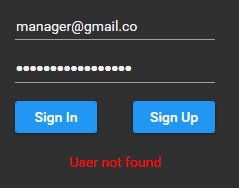 manager@gmail.co
•••••••••••••••••
Sign In Sign Up
User not found